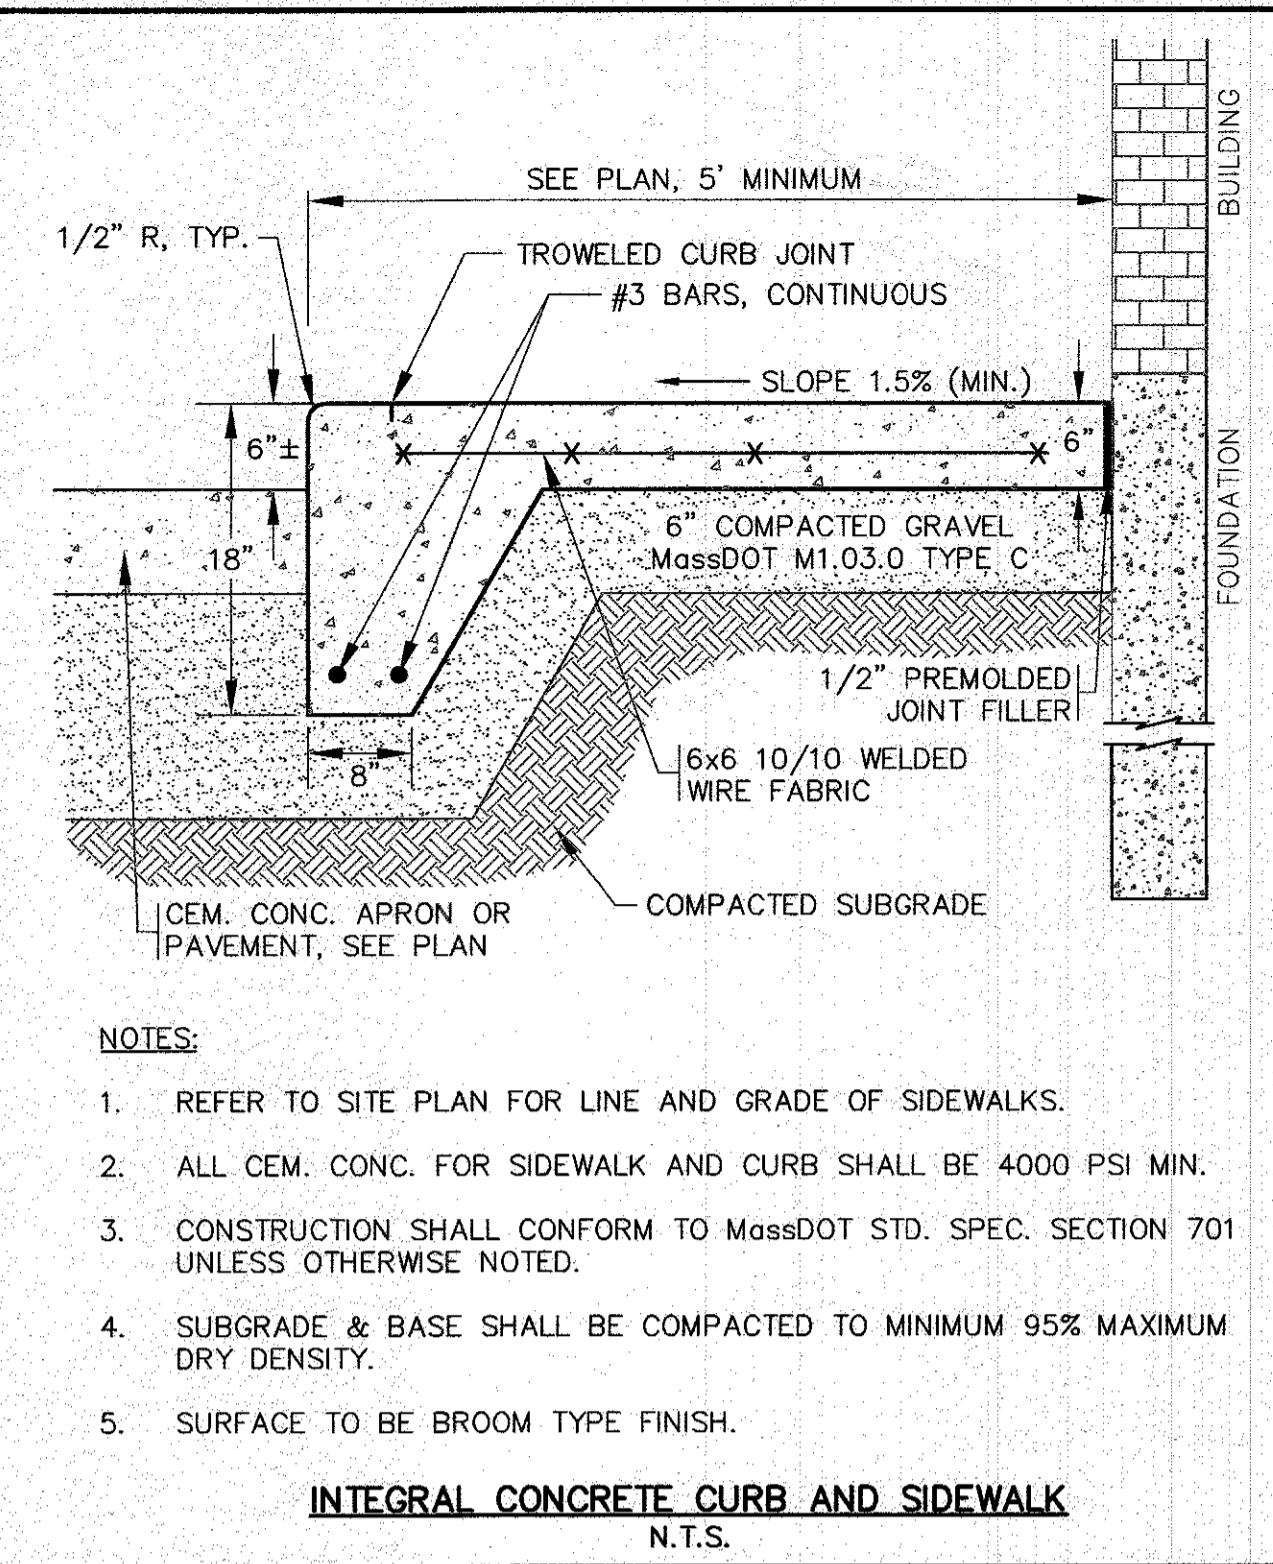 BUILDING
SEE PLAN, 5' MINIMUM
1/2" R, TYP.
TROWELED CURB JOINT
#3 BARS, CONTINUOUS
SLOPE 1.5% (MIN.)
6"±
6"
FOUNDATION
18"
6" COMPACTED GRAVEL
MassDOT M1.03.0 TYPE C
1/2" PREMOLDED
JOINT FILLER
8"
6x6 10/10 WELDED
WIRE FABRIC
COMPACTED SUBGRADE
CEM. CONC. APRON OR
PAVEMENT, SEE PLAN
NOTES:
1. REFER TO SITE PLAN FOR LINE AND GRADE OF SIDEWALKS.
2. ALL CEM. CONC. FOR SIDEWALK AND CURB SHALL BE 4000 PSI MIN.
3. CONSTRUCTION SHALL CONFORM TO MassDOT STD. SPEC. SECTION 701
UNLESS OTHERWISE NOTED.
4. SUBGRADE & BASE SHALL BE COMPACTED TO MINIMUM 95% MAXIMUM
DRY DENSITY.
5. SURFACE TO BE BROOM TYPE FINISH.
INTEGRAL CONCRETE CURB AND SIDEWALK
N.T.S.